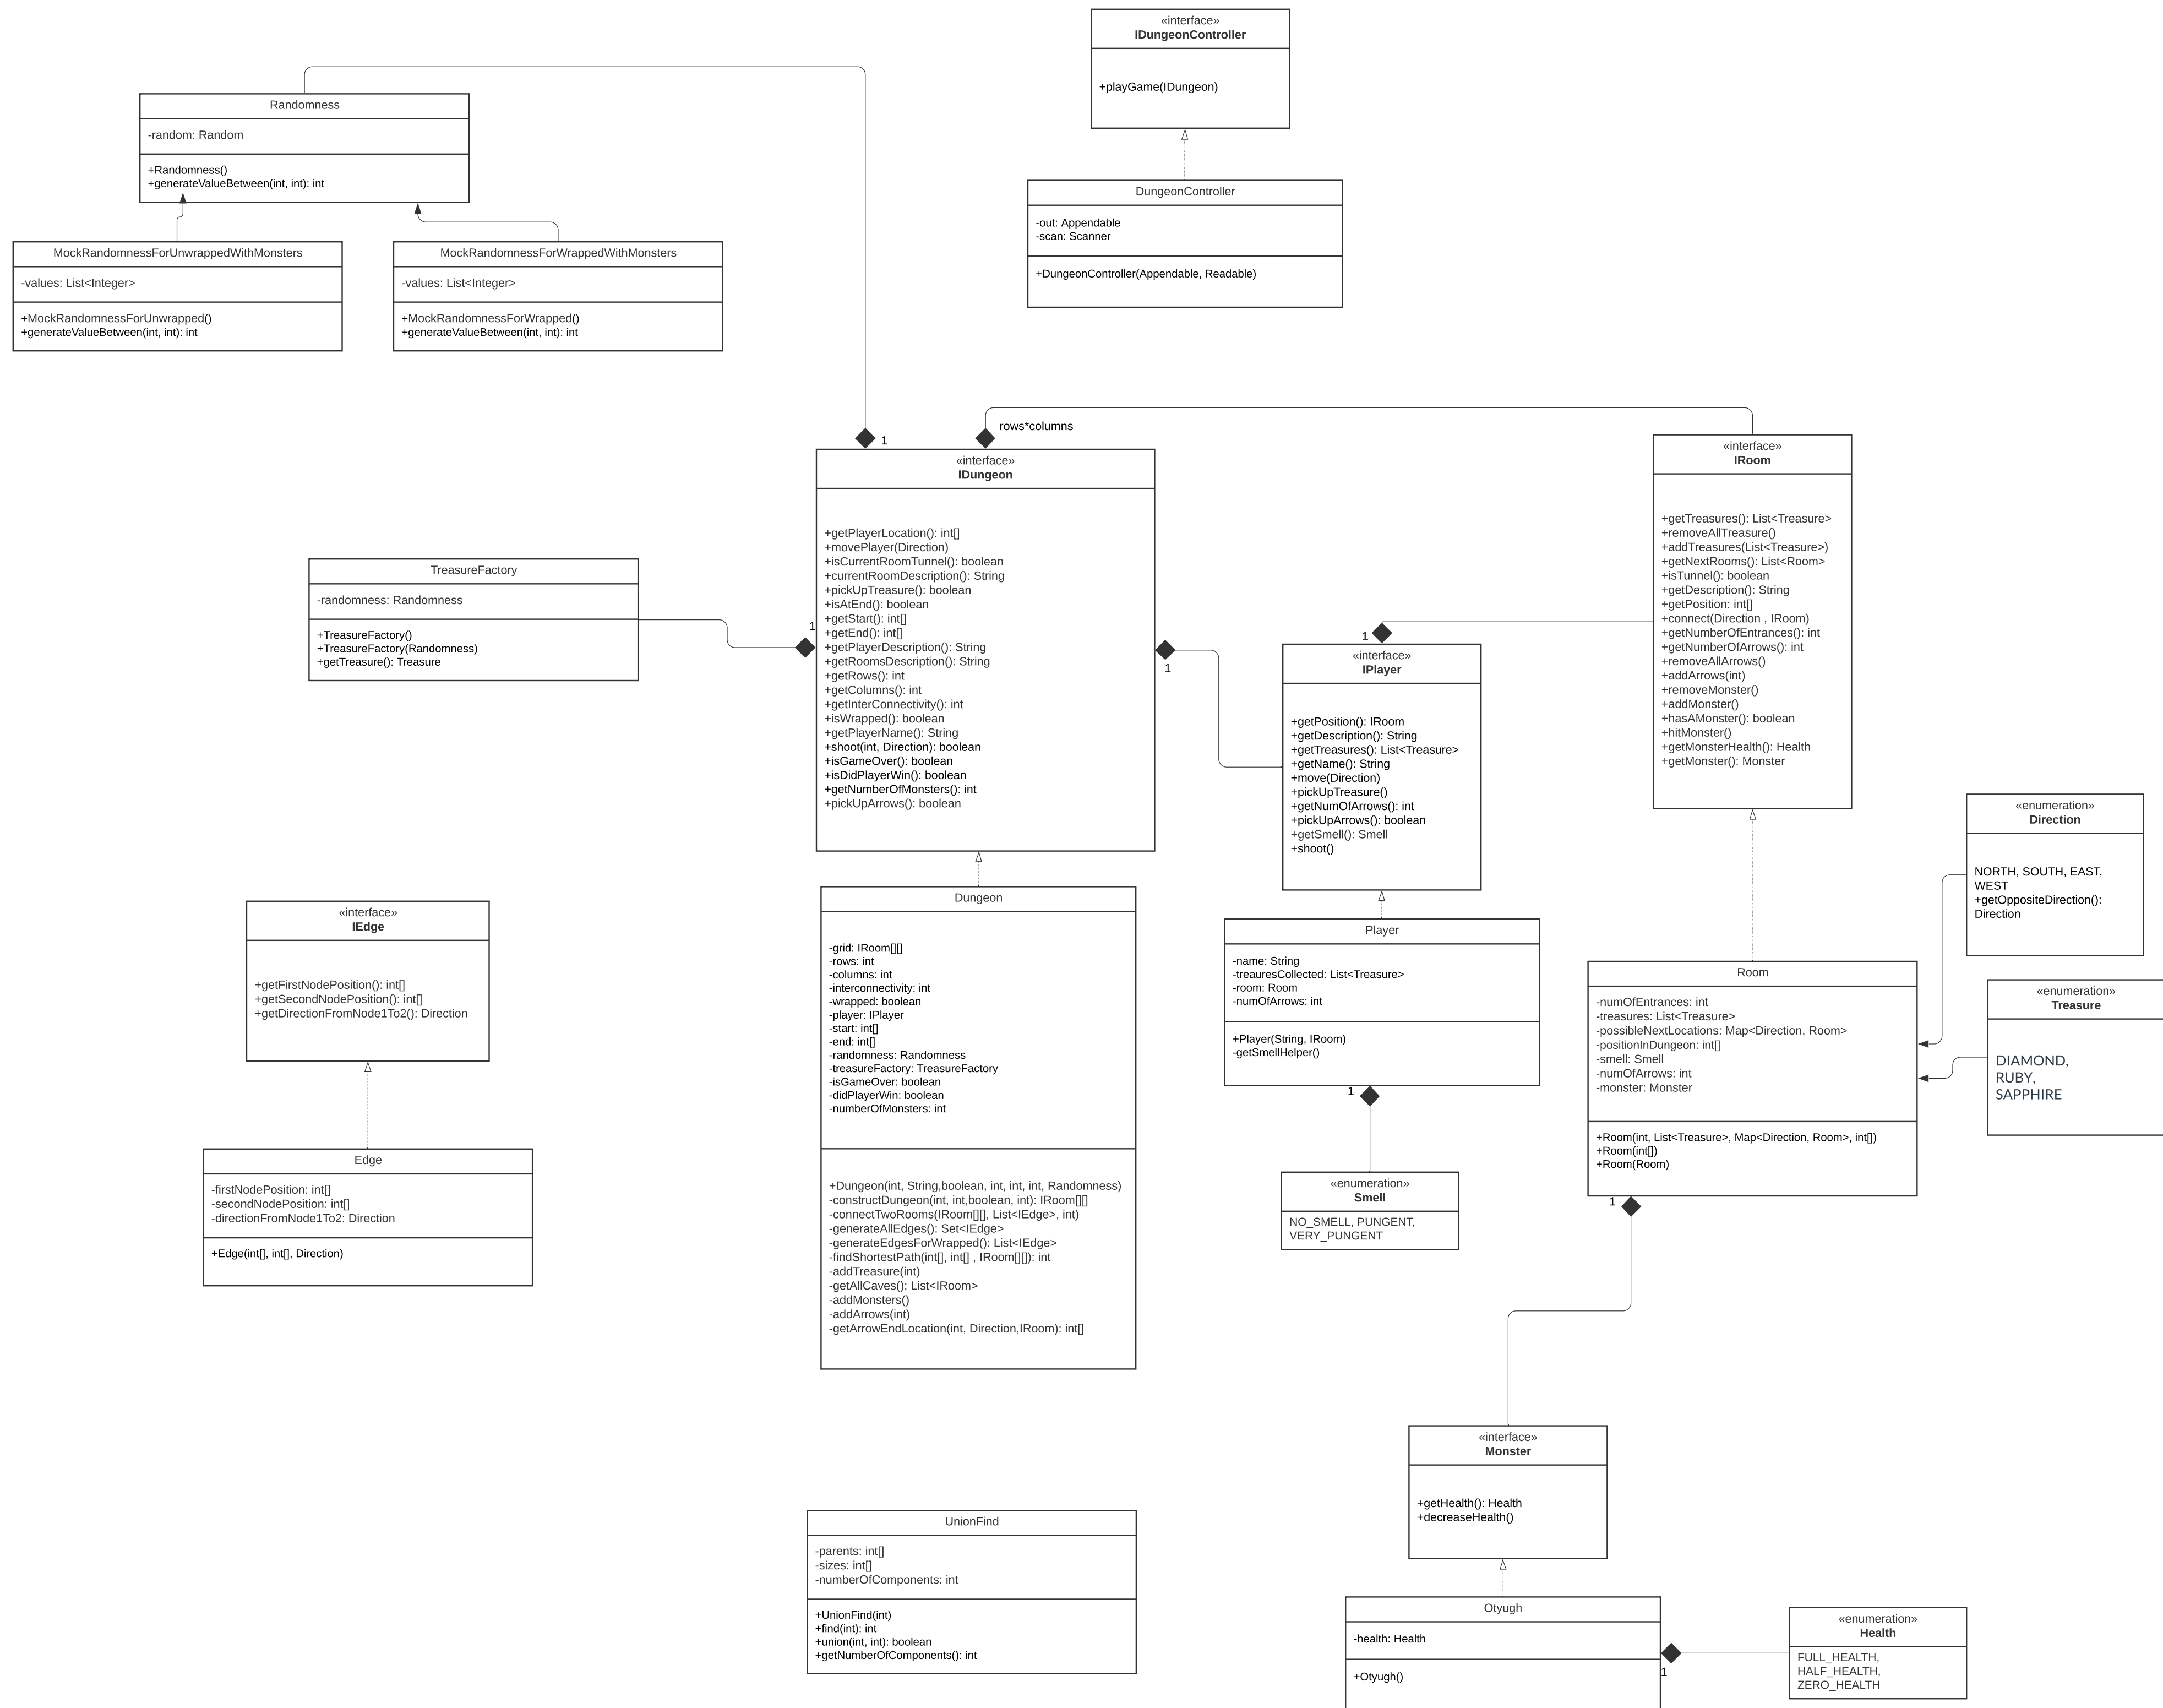 «interface»
IDungeonController
+playGame(IDungeon)
Randomness
-random: Random
+Randomness()
+generateValueBetween(int, int): int
DungeonController
-out: Appendable
-scan: Scanner
+DungeonController(Appendable, Readable)
MockRandomnessForUnwrappedWithMonsters
-values: List<Integer>
+MockRandomnessForUnwrapped()
+generateValueBetween(int, int): int
MockRandomnessForWrappedWithMonsters
-values: List<Integer>
+MockRandomnessForWrapped()
+generateValueBetween(int, int): int
1
rows*columns
«interface»
IDungeon
+getPlayerLocation(): int[]
+movePlayer(Direction)
+isCurrentRoomTunnel(): boolean
+currentRoomDescription(): String
+pickUpTreasure(): boolean
+isAtEnd(): boolean
+getStart(): int[]
+getEnd(): int[]
+getPlayerDescription(): String
+getRoomsDescription(): String
+getRows(): int
+getColumns(): int
+getInterConnectivity(): int
+isWrapped(): boolean
+getPlayerName(): String
+shoot(int, Direction): boolean
+isGameOver(): boolean
+isDidPlayerWin(): boolean
+getNumberOfMonsters(): int
+pickUpArrows(): boolean
«interface»
IRoom
+getTreasures(): List<Treasure>
+removeAllTreasure()
+addTreasures(List<Treasure>)
+getNextRooms(): List<Room>
+isTunnel(): boolean
+getDescription(): String
+getPosition: int[]
+connect(Direction , IRoom)
+getNumberOfEntrances(): int
+getNumberOfArrows(): int
+removeAllArrows()
+addArrows(int)
+removeMonster()
+addMonster()
+hasAMonster(): boolean
+hitMonster()
+getMonsterHealth(): Health
+getMonster(): Monster
TreasureFactory
-randomness: Randomness
+TreasureFactory()
+TreasureFactory(Randomness)
+getTreasure(): Treasure
1
1
1
«interface»
IPlayer
+getPosition(): IRoom
+getDescription(): String
+getTreasures(): List<Treasure>
+getName(): String
+move(Direction)
+pickUpTreasure()
+getNumOfArrows(): int
+pickUpArrows(): boolean
+getSmell(): Smell
+shoot()
«enumeration»
Direction
NORTH, SOUTH, EAST,
WEST
+getOppositeDirection():
Direction
«interface»
IEdge
+getFirstNodePosition(): int[]
+getSecondNodePosition(): int[]
+getDirectionFromNode1To2(): Direction
Dungeon
-grid: IRoom[][]
-rows: int
-columns: int
-interconnectivity: int
-wrapped: boolean
-player: IPlayer
-start: int[]
-end: int[]
-randomness: Randomness
-treasureFactory: TreasureFactory
-isGameOver: boolean
-didPlayerWin: boolean
-numberOfMonsters: int
+Dungeon(int, String,boolean, int, int, int, Randomness)
-constructDungeon(int, int,boolean, int): IRoom[][]
-connectTwoRooms(IRoom[][], List<IEdge>, int)
-generateAllEdges(): Set<IEdge>
-generateEdgesForWrapped(): List<IEdge>
-findShortestPath(int[], int[] , IRoom[][]): int
-addTreasure(int)
-getAllCaves(): List<IRoom>
-addMonsters()
-addArrows(int)
-getArrowEndLocation(int, Direction,IRoom): int[]
Player
-name: String
-treauresCollected: List<Treasure>
-room: Room
-numOfArrows: int
+Player(String, IRoom)
-getSmellHelper()
1
Room
-numOfEntrances: int
-treasures: List<Treasure>
-possibleNextLocations: Map<Direction, Room>
-positionInDungeon: int[]
-smell: Smell
-numOfArrows: int
-monster: Monster
+Room(int, List<Treasure>, Map<Direction, Room>, int[])
+Room(int[])
+Room(Room)
1
«enumeration»
Treasure
DIAMOND,
RUBY,
SAPPHIRE
Edge
-firstNodePosition: int[]
-secondNodePosition: int[]
-directionFromNode1To2: Direction
+Edge(int[], int[], Direction)
«enumeration»
Smell
NO_SMELL, PUNGENT,
VERY_PUNGENT
«interface»
Monster
+getHealth(): Health
+decreaseHealth()
UnionFind
-parents: int[]
-sizes: int[]
-numberOfComponents: int
+UnionFind(int)
+find(int): int
+union(int, int): boolean
+getNumberOfComponents(): int
Otyugh
-health: Health
+Otyugh()
1
«enumeration»
Health
FULL_HEALTH,
HALF_HEALTH,
ZERO_HEALTH